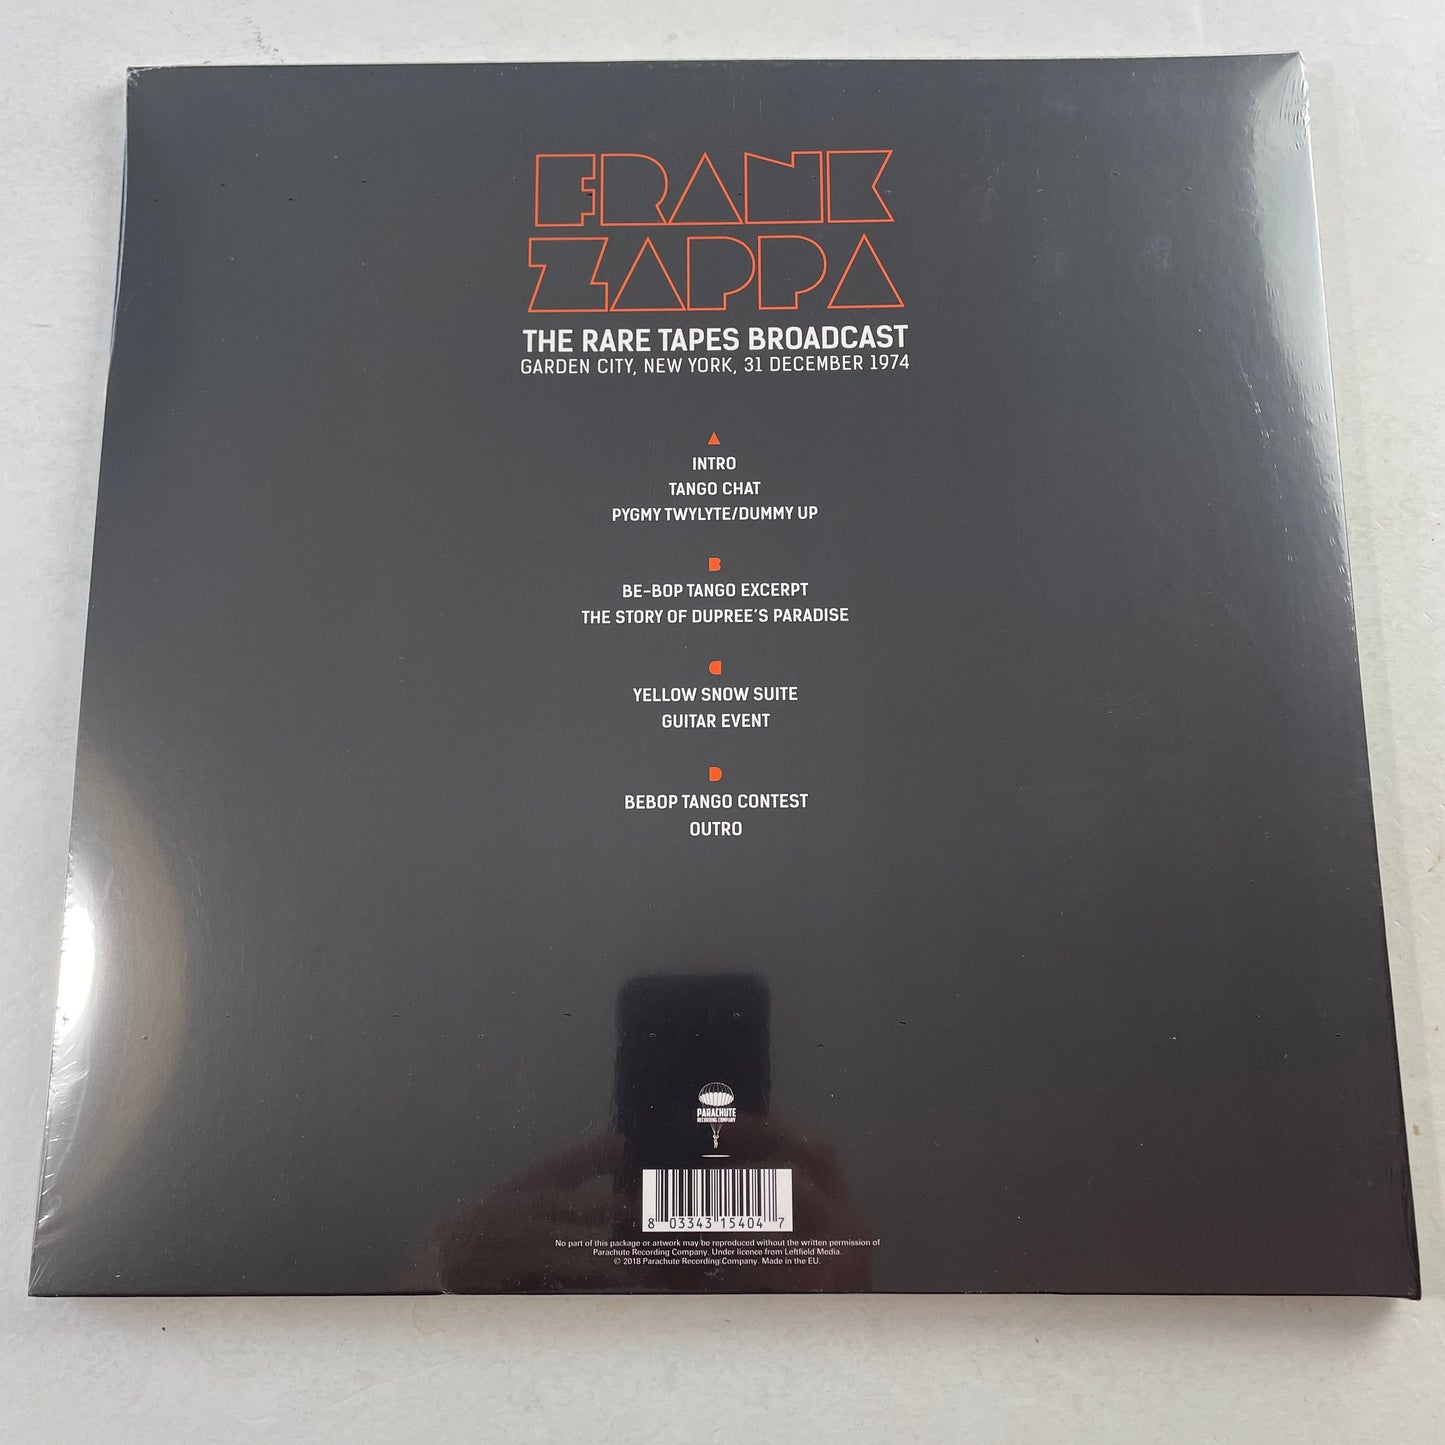 FRANK
ZAPPA
THE RARE TAPES BROADCAST
GARDEN CITY, NEW YORK, 31 DECEMBER 1974
A
INTRO
TANGO CHAT
PYGMY TWYLYTE/DUMMY UP
B
BE-BOP TANGO EXCERPT
THE STORY OF DUPREE'S PARADISE
C
YELLOW SNOW SUITE
GUITAR EVENT
D
BEBOP TANGO CONTEST
OUTRO
PARACHUTE
RECORDING COMPANY
8 03343 15404 7
No part of this package or artwork may be reproduced without the written permission of
Parachute Recording Company. Under licence from Leftfield Media.
© 2018 Parachute Recording Company. Made in the EU.